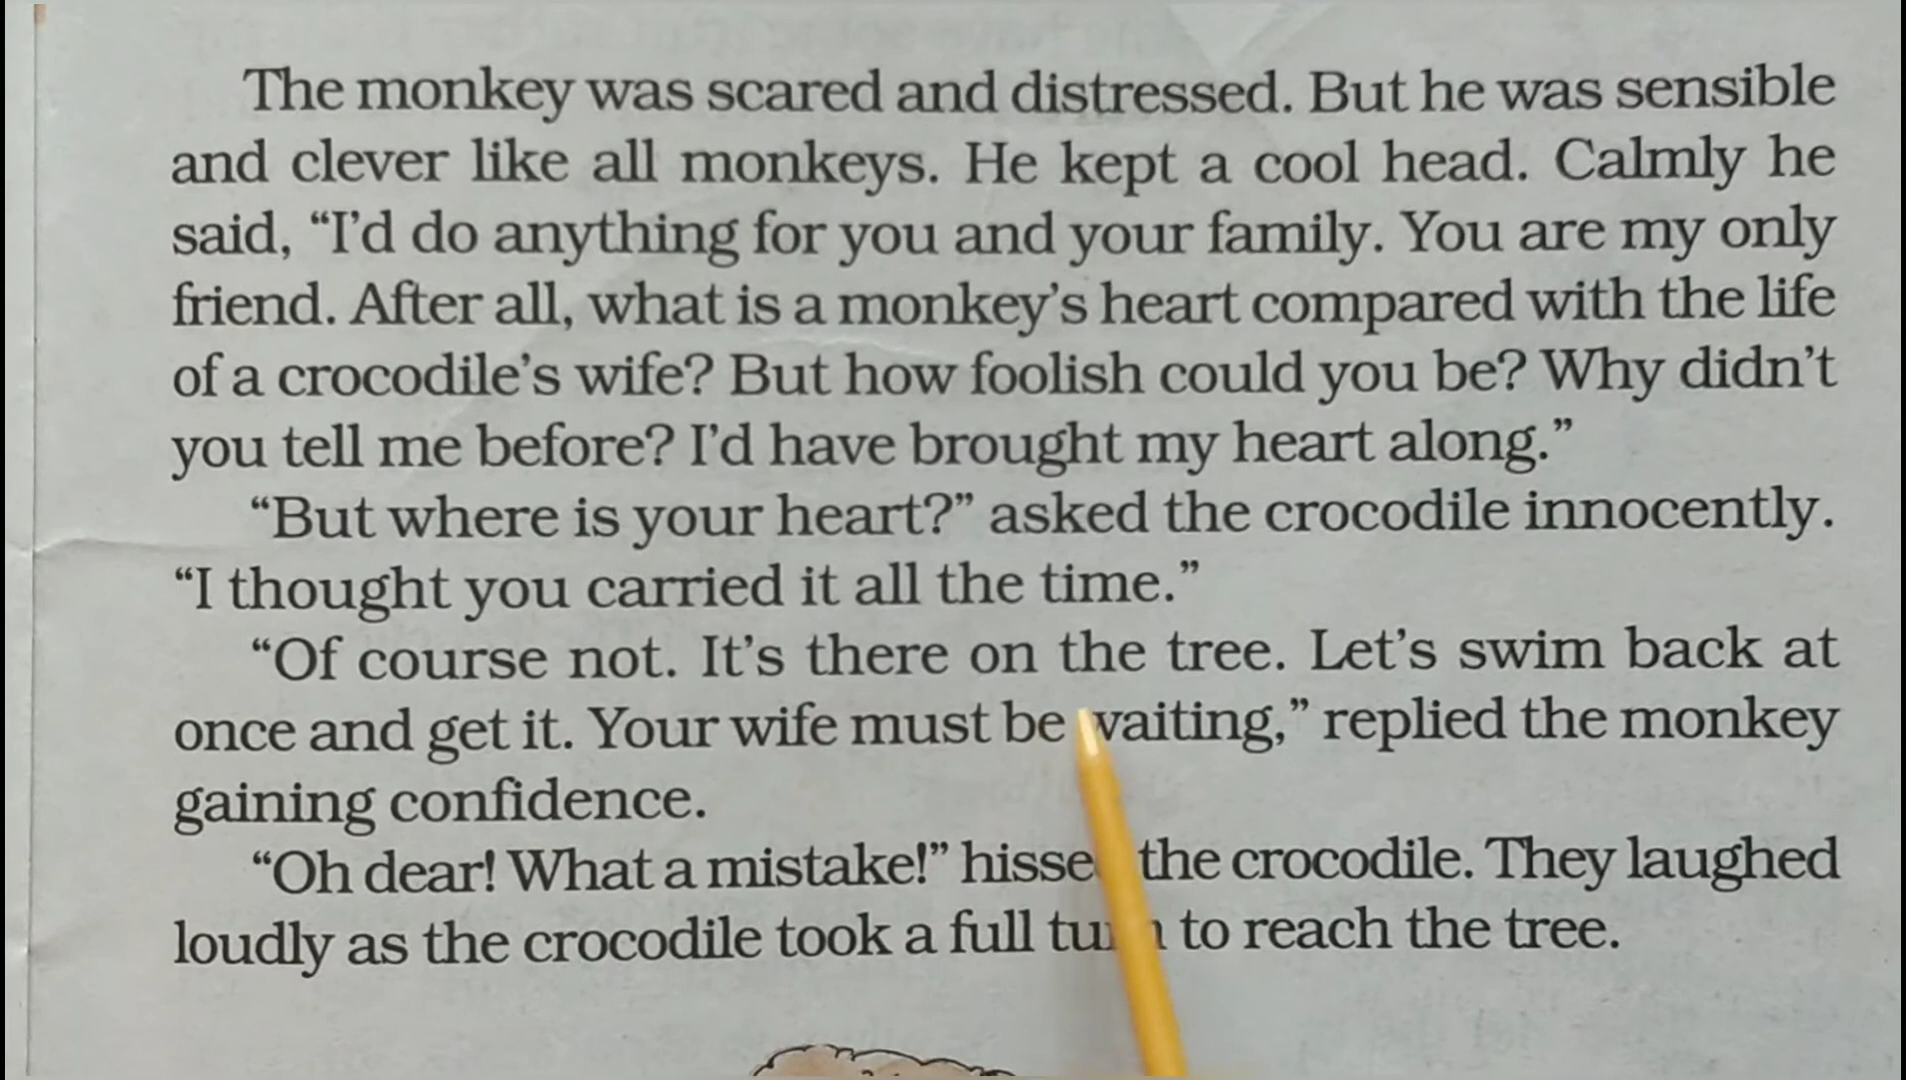 The monkey was scared and distressed. But he was sensible
and clever like all monkeys. He kept a cool head. Calmly he
said, “I’d do anything for you and your family. You are my only
friend. After all, what is a monkey’s heart compared with the life
of a crocodile’s wife? But how foolish could you be? Why didn’t
you tell me before? I’d have brought my heart along.”
“But where is your heart?” asked the crocodile innocently.
“I thought you carried it all the time.”
“Of course not. It’s there on the tree. Let’s swim back at
once and get it. Your wife must be waiting,” replied the monkey
gaining confidence.
“Oh dear! What a mistake!” hissed the crocodile. They laughed
loudly as the crocodile took a full turn to reach the tree.